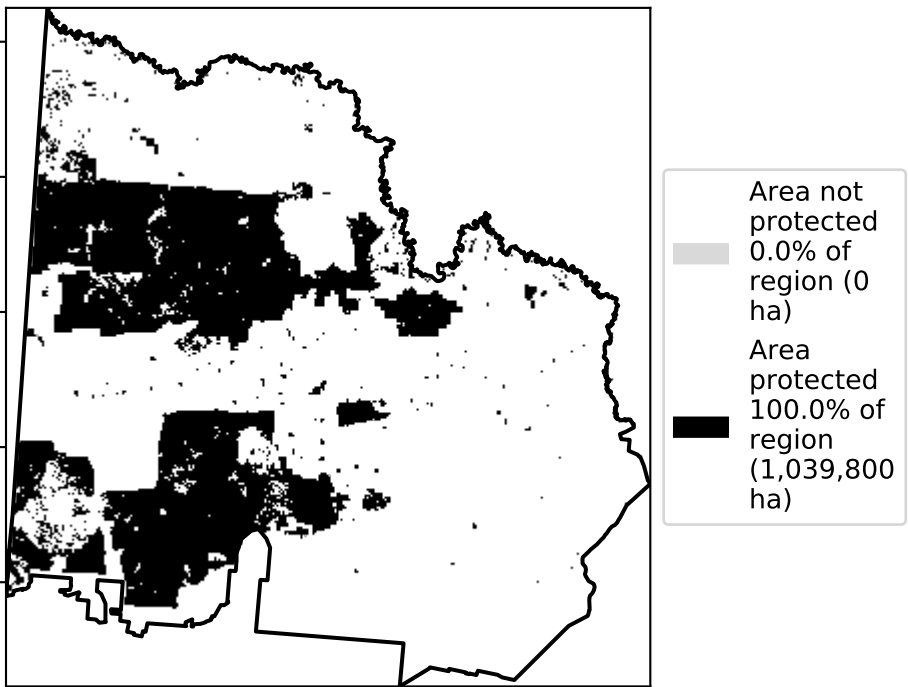 Area not
protected
0.0% of
region (0
ha)
Area
protected
100.0% of
region
(1,039,800
ha)